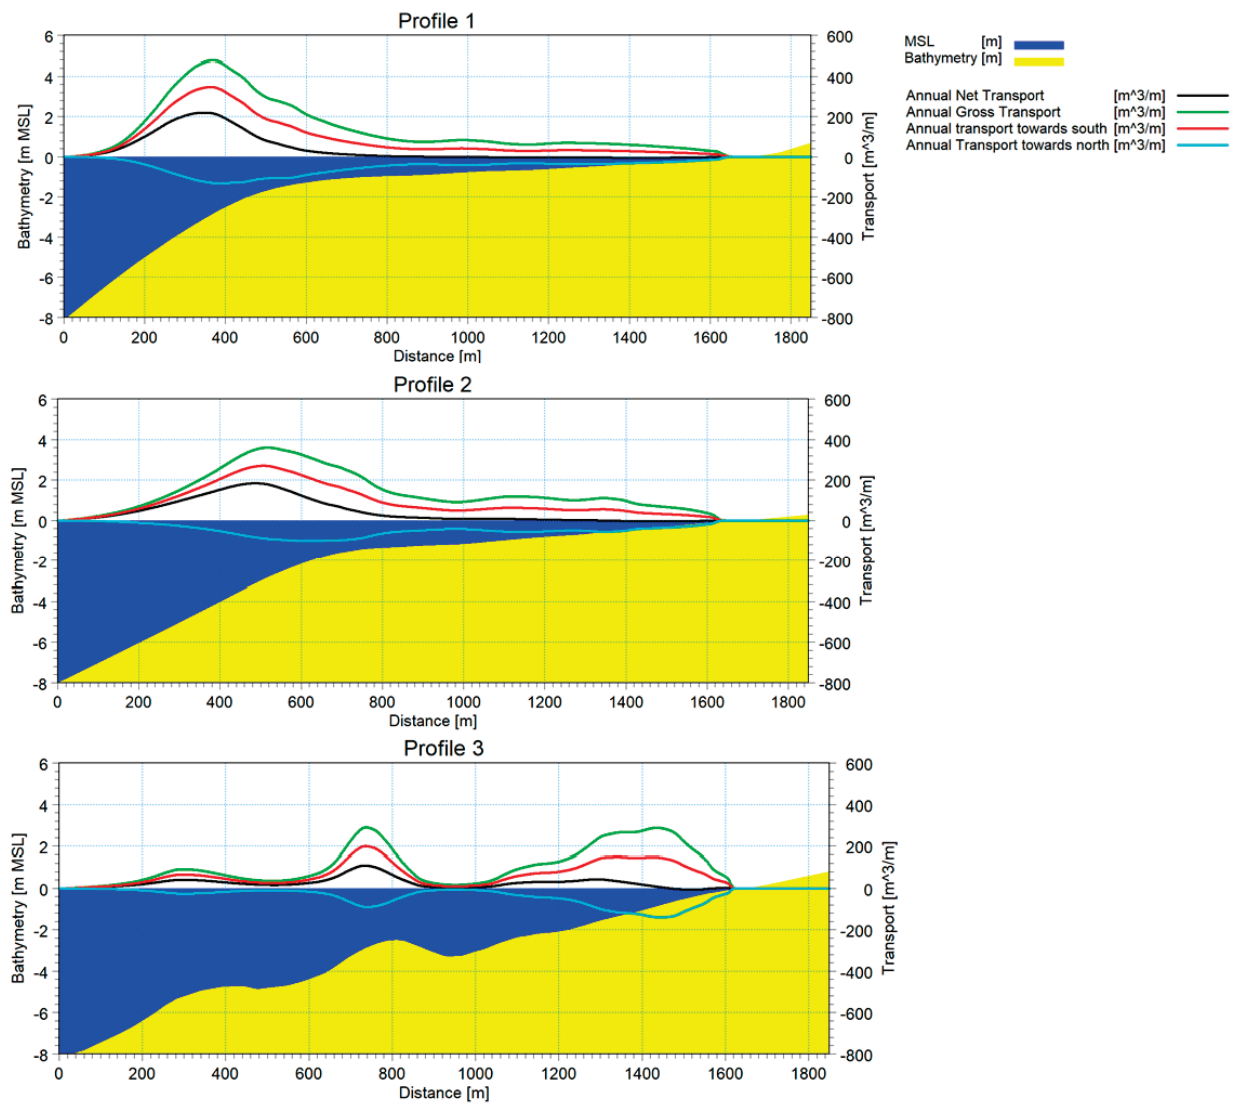 Profile 1
6
4
2
0
-2
-4
-6
-8
Bathymetry [m MSL]
600
400
200
0
-200
-400
-600
-800
Transport [m^3/m]
0 200 400 600 800 1000 1200 1400 1600 1800
Distance [m]
MSL [m]
Bathymetry [m]
Annual Net Transport [m^3/m]
Annual Gross Transport [m^3/m]
Annual transport towards south [m^3/m]
Annual Transport towards north [m^3/m]
Profile 2
6
4
2
0
-2
-4
-6
-8
Bathymetry [m MSL]
600
400
200
0
-200
-400
-600
-800
Transport [m^3/m]
0 200 400 600 800 1000 1200 1400 1600 1800
Distance [m]
Profile 3
6
4
2
0
-2
-4
-6
-8
Bathymetry [m MSL]
600
400
200
0
-200
-400
-600
-800
Transport [m^3/m]
0 200 400 600 800 1000 1200 1400 1600 1800
Distance [m]